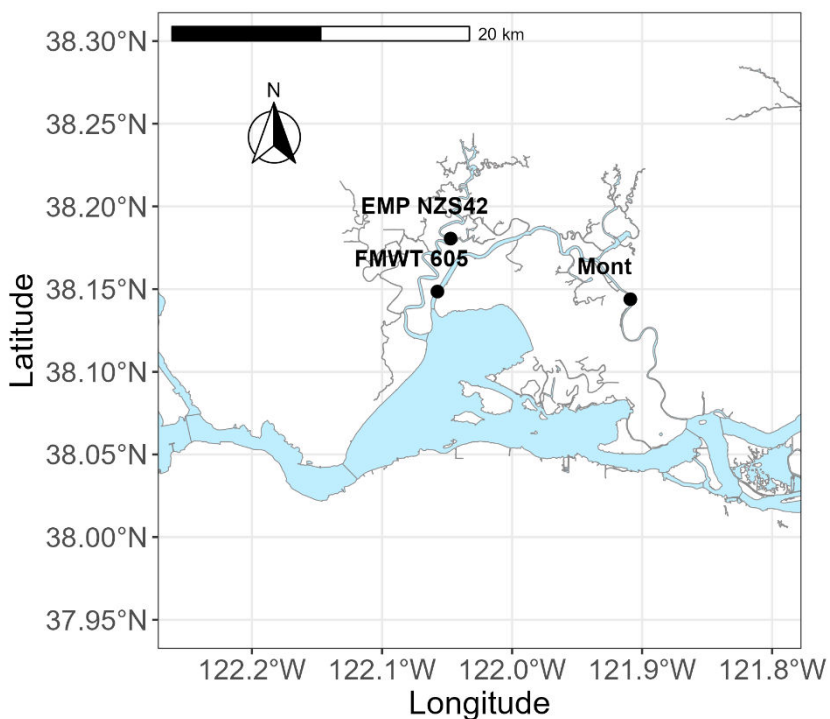 38.30°N
20 km
N
38.25°N
38.20°N
EMP NZS42
FMWT 605
Mont
38.15°N
38.10°N
38.05°N
38.00°N
37.95°N
Latitude
122.2°W 122.1°W 122.0°W 121.9°W 121.8°W
Longitude